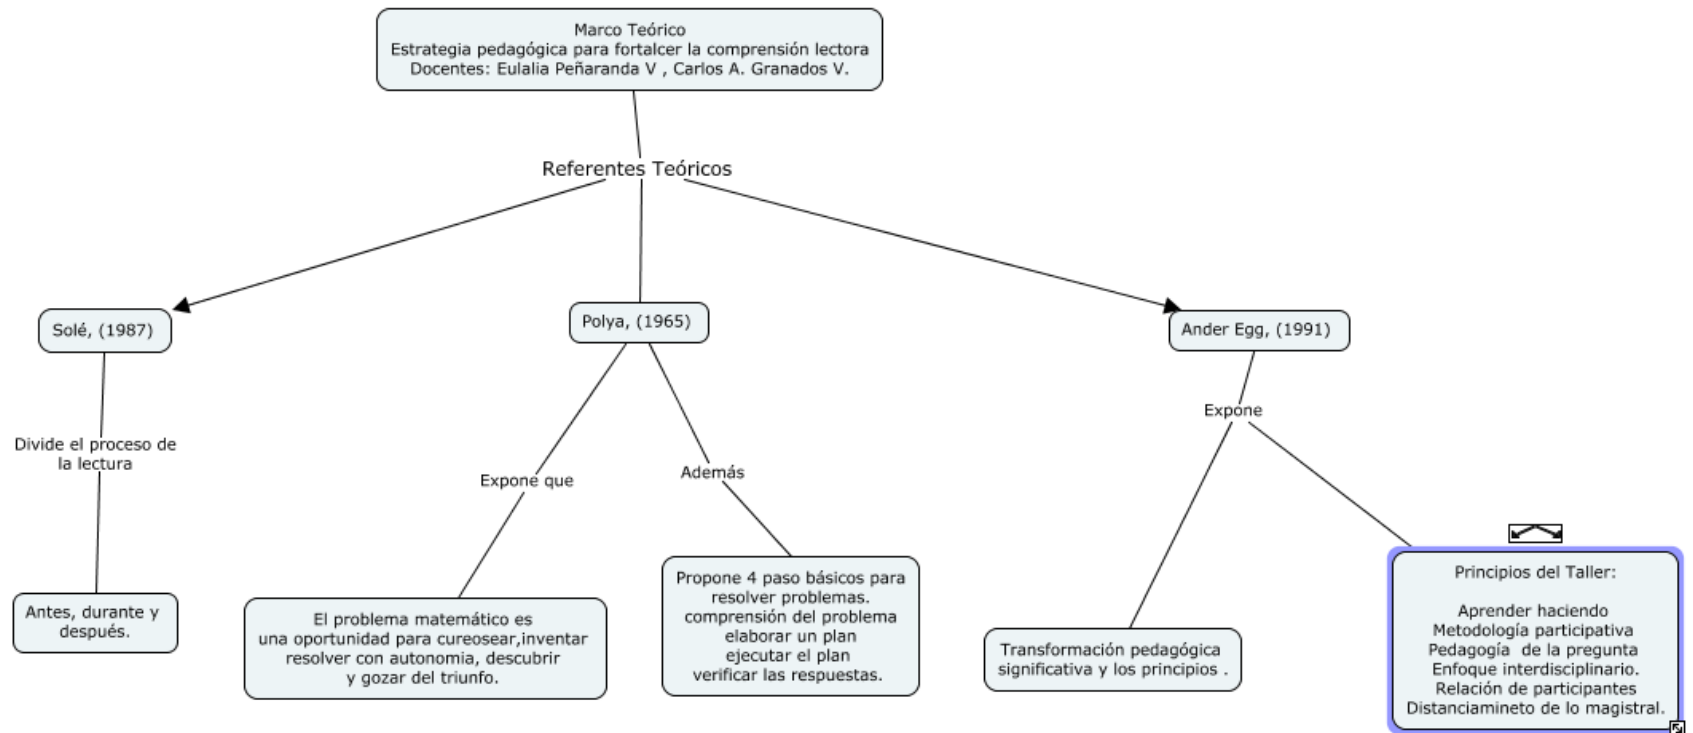 Marco Teórico
Estrategia pedagógica para fortalcer la comprensión lectora
Docentes: Eulalia Peñaranda V , Carlos A. Granados V.
Referentes Teóricos
Solé, (1987)
Polya, (1965)
Ander Egg, (1991)
Divide el proceso de
la lectura
Expone que
Además
Expone
Antes, durante y
después.
El problema matemático es
una oportunidad para cureosear,inventar
resolver con autonomia, descubrir
y gozar del triunfo.
Propone 4 paso básicos para
resolver problemas.
comprensión del problema
elaborar un plan
ejecutar el plan
verificar las respuestas.
Transformación pedagógica
significativa y los principios .
Principios del Taller:
Aprender haciendo
Metodología participativa
Pedagogía  de la pregunta
Enfoque interdisciplinario.
Relación de participantes
Distanciamineto de lo magistral.